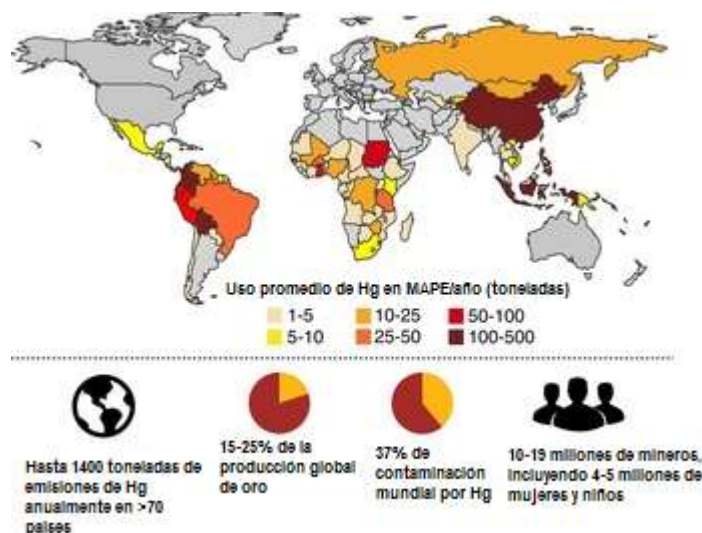 Uso promedio de Hg en MAPE/año (toneladas)
1-5
10-25
50-100
5-10
25-50
100-500
Hasta 1400 toneladas de
emisiones de Hg
anualmente en >70
países
15-25% de la
producción global
de oro
37% de
contaminación
mundial por Hg
10-19 millones de mineros,
incluyendo 4-5 millones de
mujeres y niños